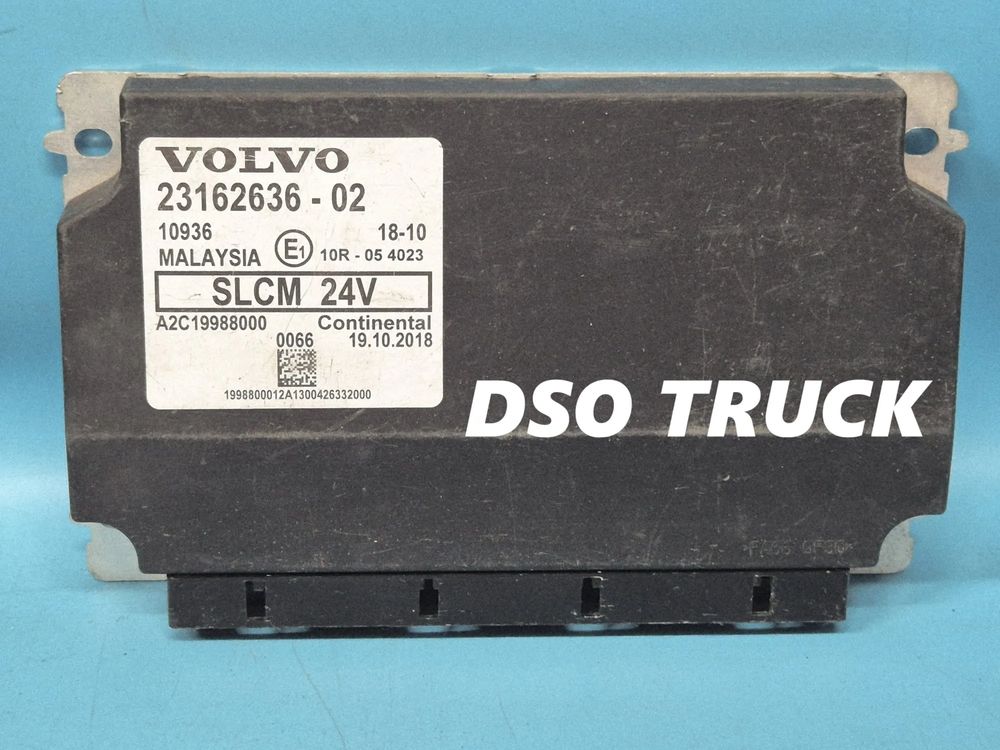 VOLVO
23162636 - 02
10936 18-10
MALAYSIA E1 10R - 05 4023
SLCM 24V
A2C19988000 Continental
0066 19.10.2018
1998800012A1300426332000
DSO TRUCK